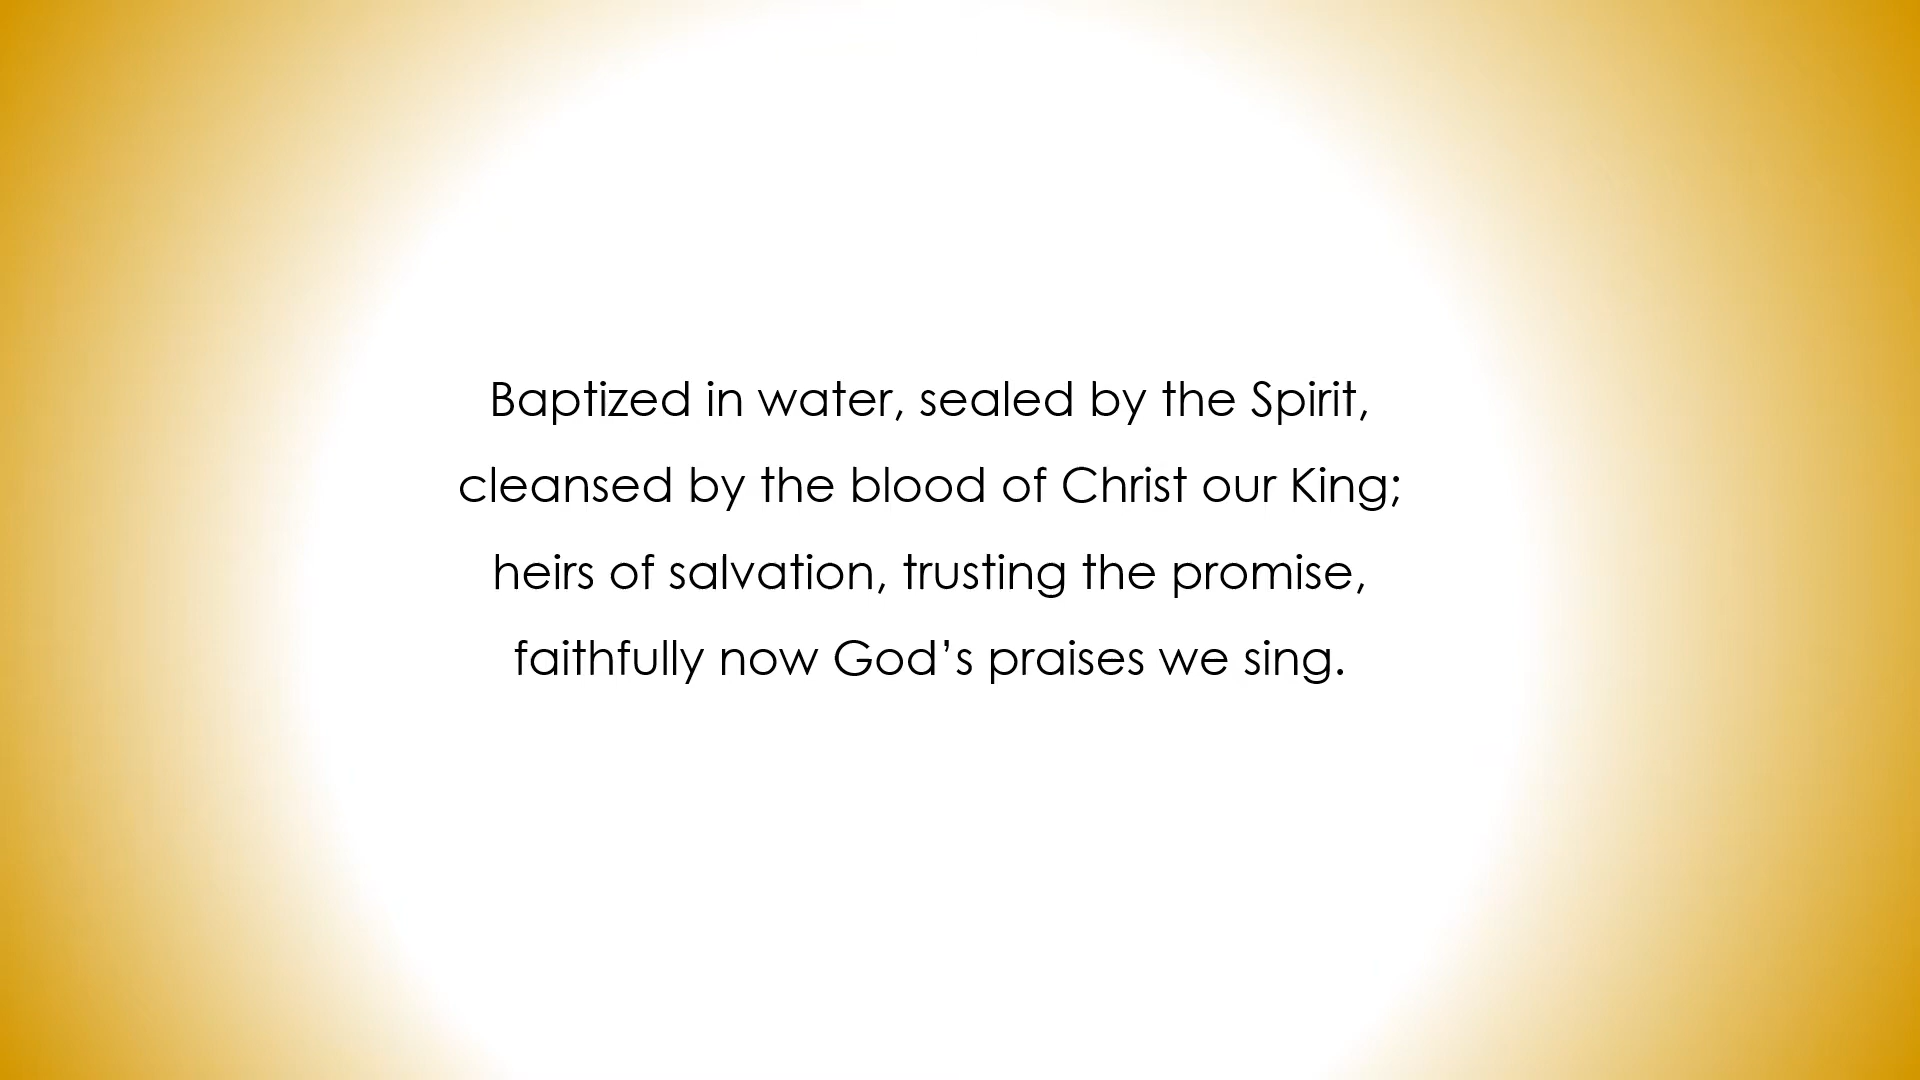 Baptized in water, sealed by the Spirit,
cleansed by the blood of Christ our King;
heirs of salvation, trusting the promise,
faithfully now God’s praises we sing.